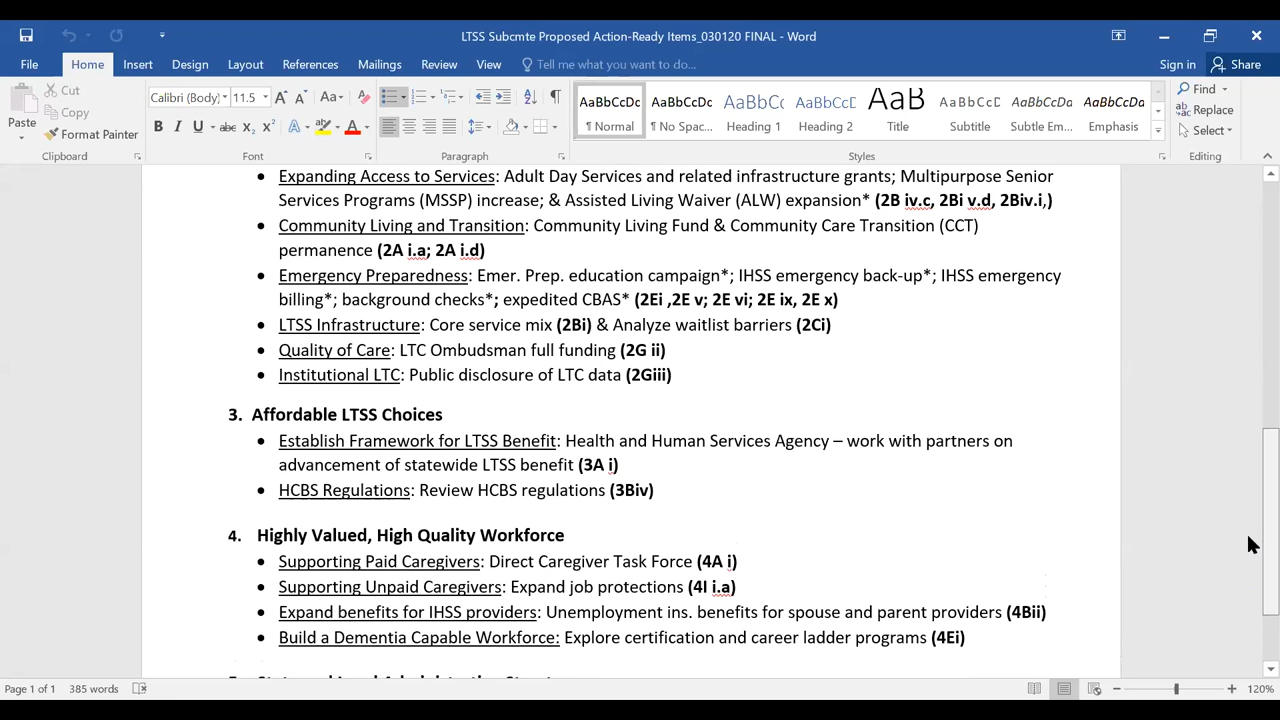 LTSS Subcmte Proposed Action-Ready Items_030120 FINAL - Word
File Home Insert Design Layout References Mailings Review View Tell me what you want to do... Sign in Share
Paste Cut Copy Format Painter Clipboard
Calibri (Body) 11.5 A A Aa
B I U abc X2 X2 A A Font
Paragraph
AaBbCcDc AaBbCcDc AaBbCc AaBbCcD AaB AaBbCcD AaBbCcDc AaBbCcDc
¶ Normal ¶ No Spac... Heading 1 Heading 2 Title Subtitle Subtle Em... Emphasis
Styles
Find Replace Select Editing
• Expanding Access to Services: Adult Day Services and related infrastructure grants; Multipurpose Senior
Services Programs (MSSP) increase; & Assisted Living Waiver (ALW) expansion* (2B iv.c, 2Bi v.d, 2Biv.i,)
• Community Living and Transition: Community Living Fund & Community Care Transition (CCT)
permanence (2A i.a; 2A i.d)
• Emergency Preparedness: Emer. Prep. education campaign*; IHSS emergency back-up*; IHSS emergency
billing*; background checks*; expedited CBAS* (2Ei ,2E v; 2E vi; 2E ix, 2E x)
• LTSS Infrastructure: Core service mix (2Bi) & Analyze waitlist barriers (2Ci)
• Quality of Care: LTC Ombudsman full funding (2G ii)
• Institutional LTC: Public disclosure of LTC data (2Giii)
3. Affordable LTSS Choices
• Establish Framework for LTSS Benefit: Health and Human Services Agency – work with partners on
advancement of statewide LTSS benefit (3A i)
• HCBS Regulations: Review HCBS regulations (3Biv)
4. Highly Valued, High Quality Workforce
• Supporting Paid Caregivers: Direct Caregiver Task Force (4A i)
• Supporting Unpaid Caregivers: Expand job protections (4I i.a)
• Expand benefits for IHSS providers: Unemployment ins. benefits for spouse and parent providers (4Bii)
• Build a Dementia Capable Workforce: Explore certification and career ladder programs (4Ei)
Page 1 of 1 385 words 120%